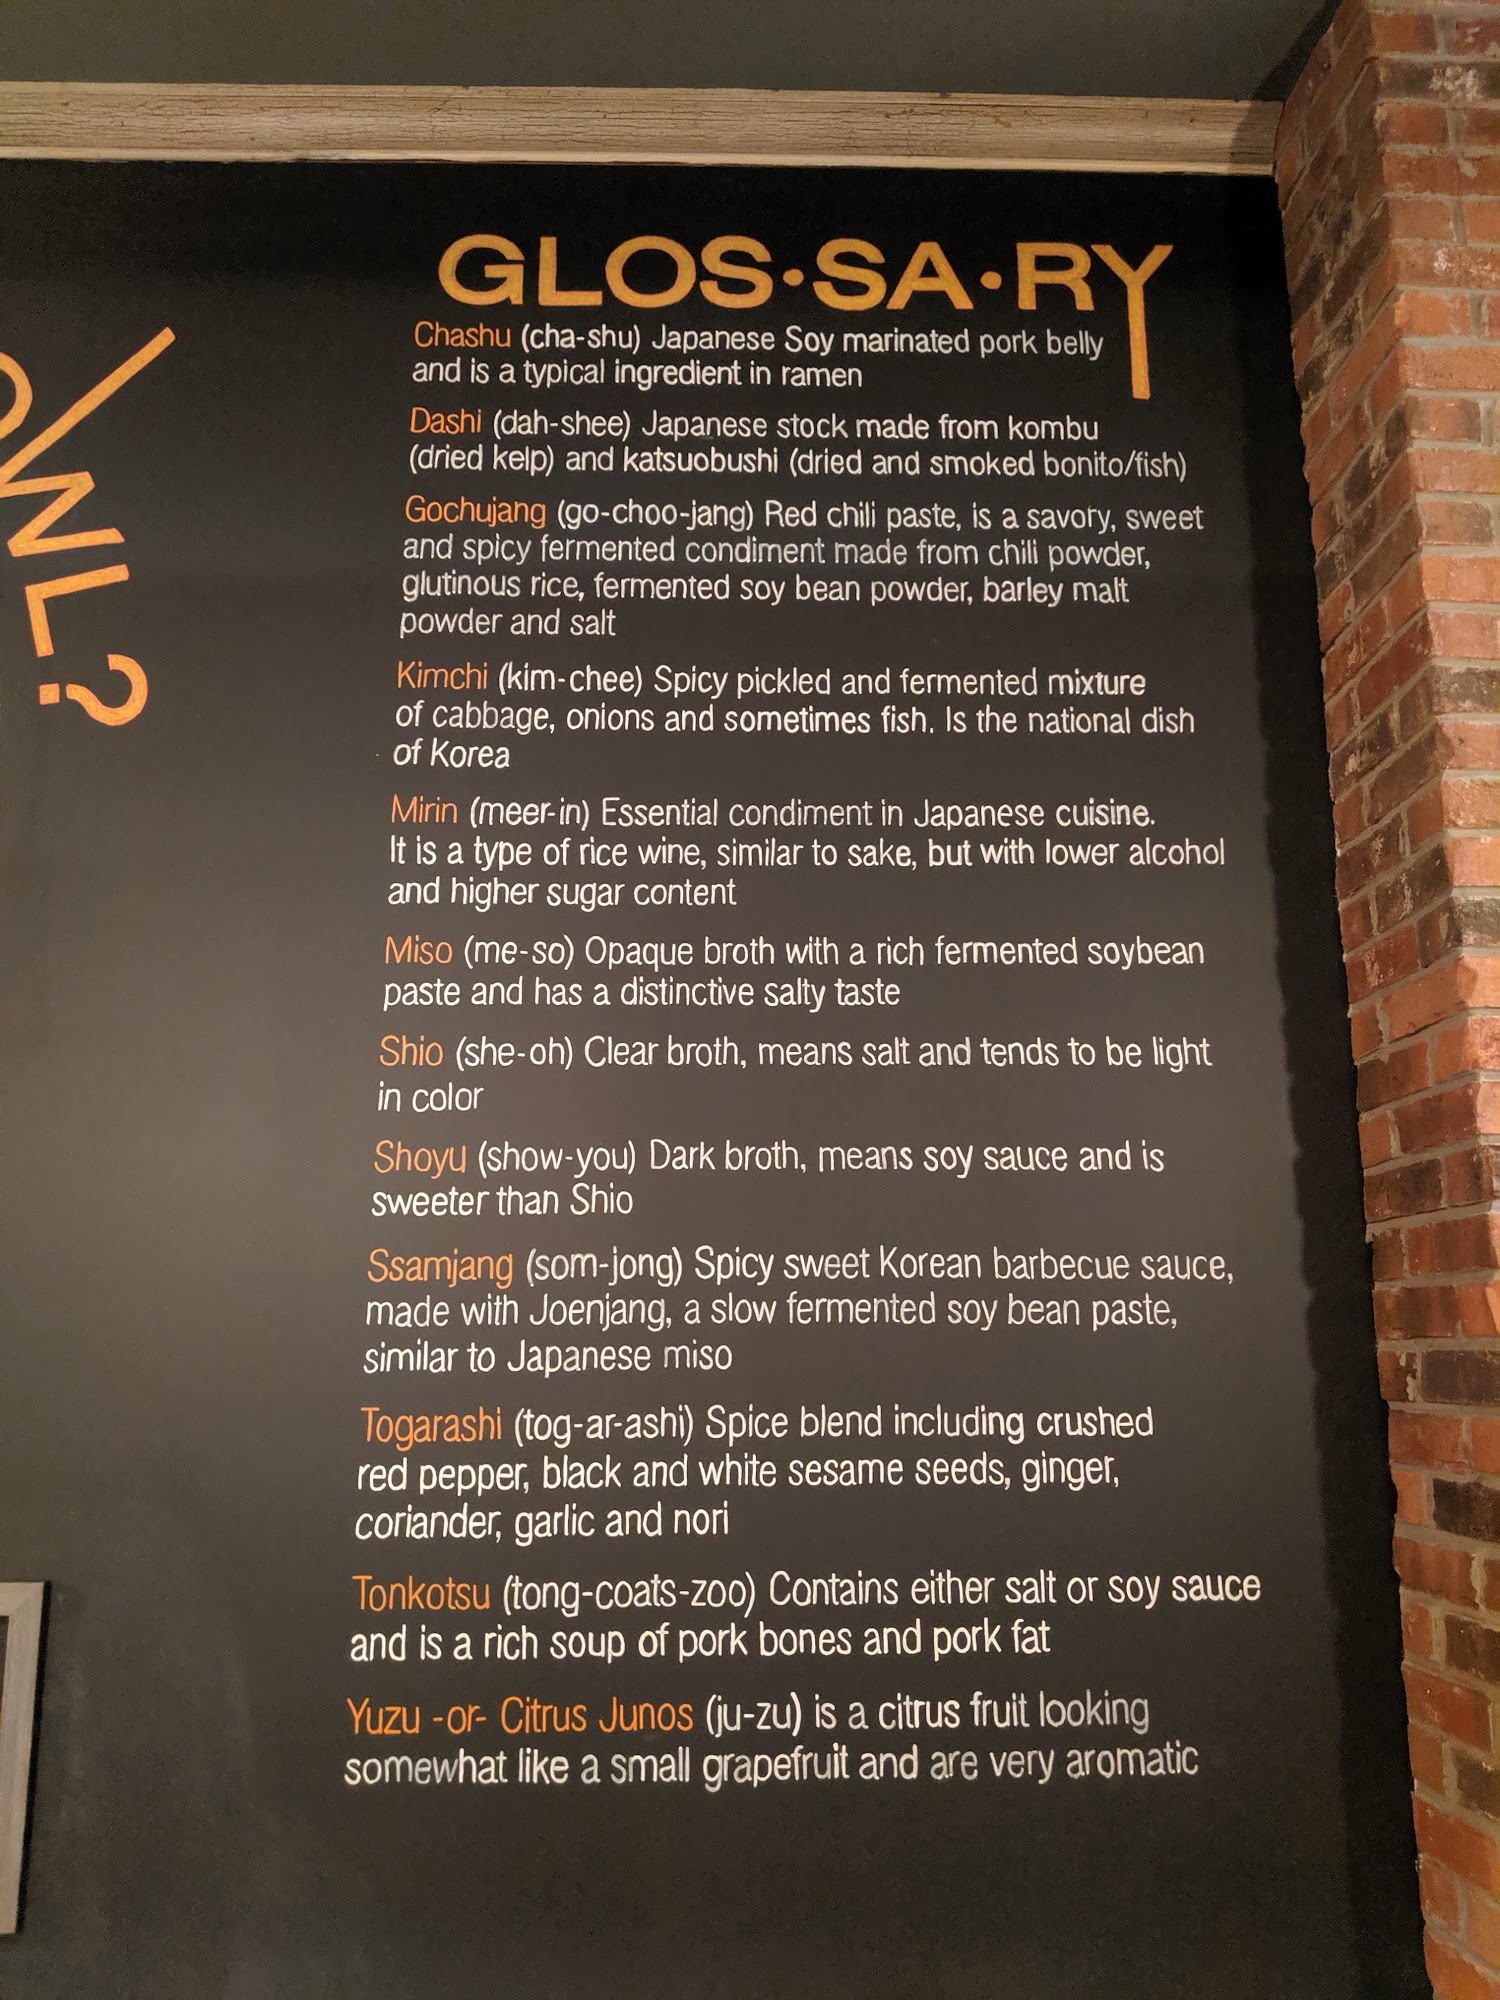 GLOS•SA•RY
Chashu (cha-shu) Japanese Soy marinated pork belly
and is a typical ingredient in ramen
Dashi (dah-shee) Japanese stock made from kombu
(dried kelp) and katsuobushi (dried and smoked bonito/fish)
Gochujang (go-choo-jang) Red chili paste, is a savory, sweet
and spicy fermented condiment made from chili powder,
glutinous rice, fermented soy bean powder, barley malt
powder and salt
Kimchi (kim-chee) Spicy pickled and fermented mixture
of cabbage, onions and sometimes fish. Is the national dish
of Korea
Mirin (meer-in) Essential condiment in Japanese cuisine.
It is a type of rice wine, similar to sake, but with lower alcohol
and higher sugar content
Miso (me-so) Opaque broth with a rich fermented soybean
paste and has a distinctive salty taste
Shio (she-oh) Clear broth, means salt and tends to be light
in color
Shoyu (show-you) Dark broth, means soy sauce and is
sweeter than Shio
Ssamjang (som-jong) Spicy sweet Korean barbecue sauce,
made with Joenjang, a slow fermented soy bean paste,
similar to Japanese miso
Togarashi (tog-ar-ashi) Spice blend including crushed
red pepper, black and white sesame seeds, ginger,
coriander, garlic and nori
Tonkotsu (tong-coats-zoo) Contains either salt or soy sauce
and is a rich soup of pork bones and pork fat
Yuzu -or- Citrus Junos (ju-zu) is a citrus fruit looking
somewhat like a small grapefruit and are very aromatic